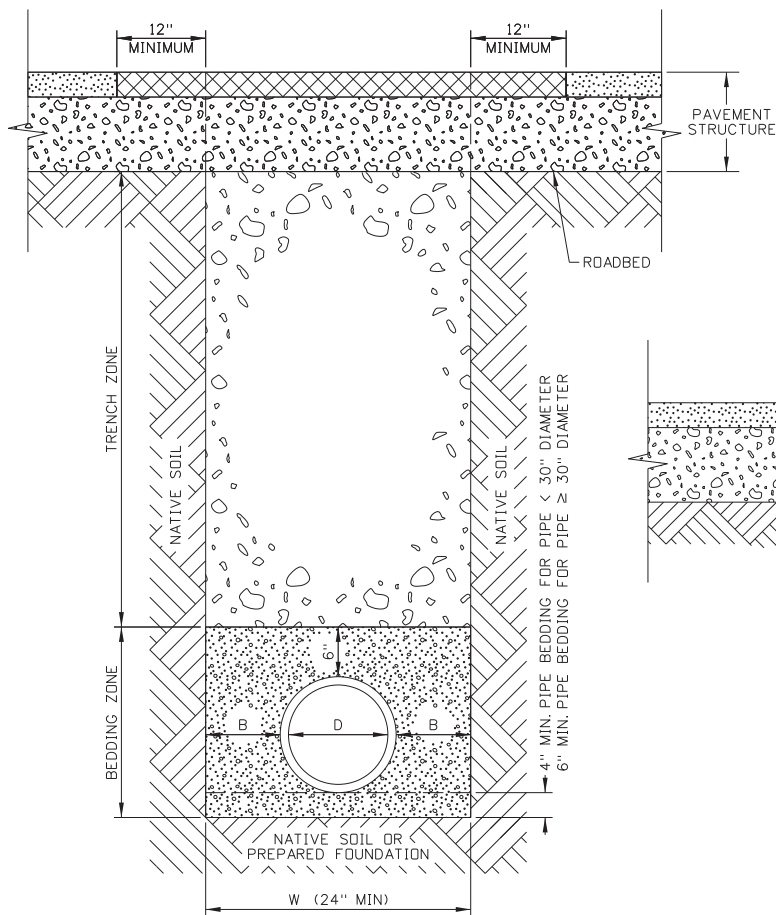 12"
MINIMUM
12"
MINIMUM
PAVEMENT
STRUCTURE
ROADBED
TRENCH ZONE
NATIVE SOIL
NATIVE SOIL
4" MIN. PIPE BEDDING FOR PIPE < 30" DIAMETER
6" MIN. PIPE BEDDING FOR PIPE ≥ 30" DIAMETER
BEDDING ZONE
6"
B
D
B
NATIVE SOIL OR
PREPARED FOUNDATION
W (24" MIN)